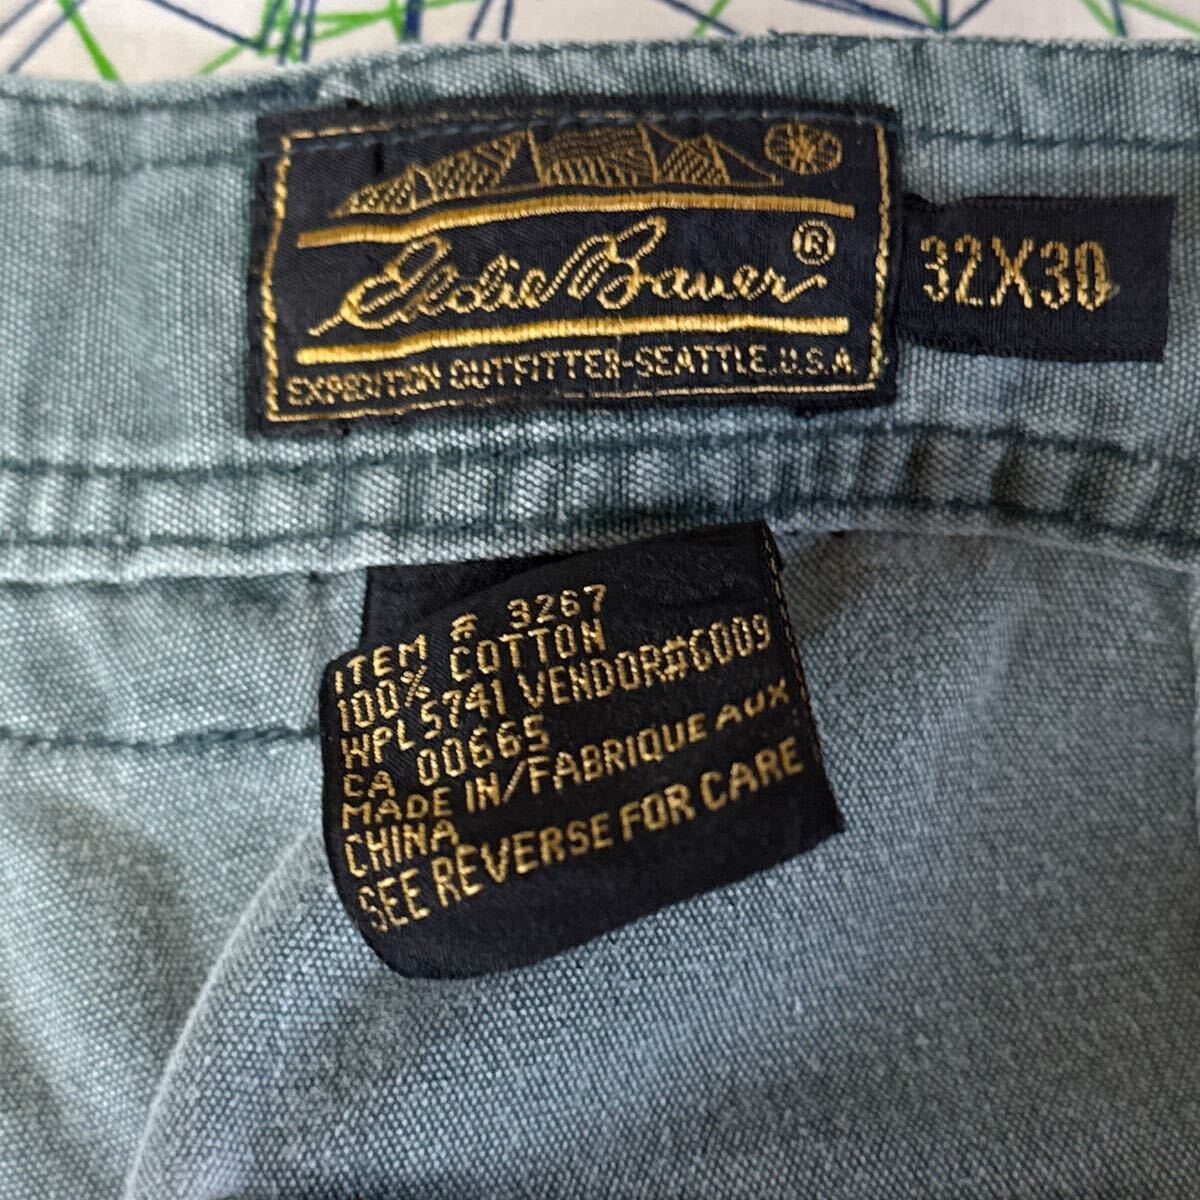 Eddie Bauer ®
EXPEDITION OUTFITTER-SEATTLE, U.S.A.
32X30
ITEM # 3267
100% COTTON
WPL5741 VENDOR#6009
CA 00665
MADE IN/FABRIQUE AUX
CHINA
SEE REVERSE FOR CARE